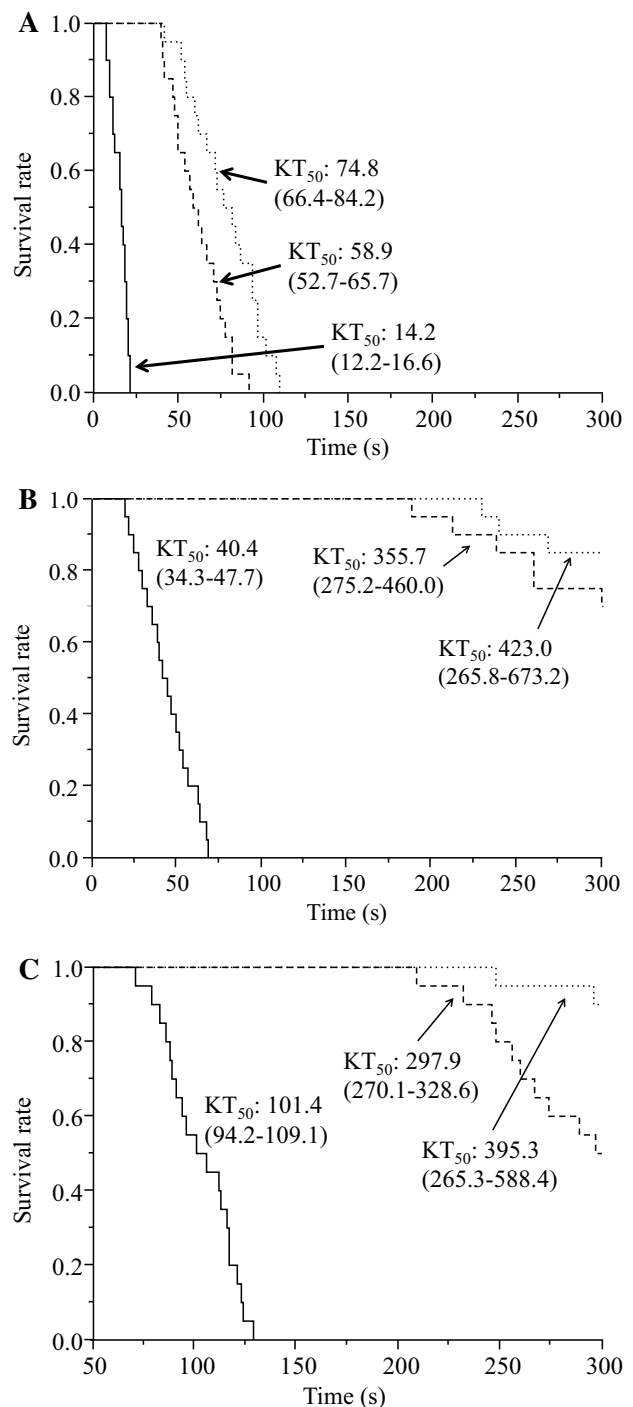 A
1.0
0.8
0.6
0.4
0.2
0.0
Survival rate
KT50: 74.8
(66.4-84.2)
KT50: 58.9
(52.7-65.7)
KT50: 14.2
(12.2-16.6)
0 50 100 150 200 250 300
Time (s)
B
1.0
0.8
0.6
0.4
0.2
0.0
Survival rate
KT50: 40.4
(34.3-47.7)
KT50: 355.7
(275.2-460.0)
KT50: 423.0
(265.8-673.2)
0 50 100 150 200 250 300
Time (s)
C
1.0
0.8
0.6
0.4
0.2
0.0
Survival rate
KT50: 101.4
(94.2-109.1)
KT50: 297.9
(270.1-328.6)
KT50: 395.3
(265.3-588.4)
50 100 150 200 250 300
Time (s)